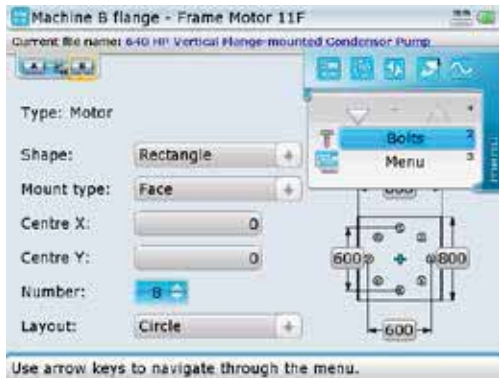 Machine B flange - Frame Motor 11F
Current file name: 640 HP Vertical Flange-mounted Condensor Pump
A B
Type: Motor
Bolts 2
Menu 3
Shape: Rectangle
Mount type: Face
Centre X: 0
Centre Y: 0
600 800
Number: 8
Layout: Circle
600
Use arrow keys to navigate through the menu.